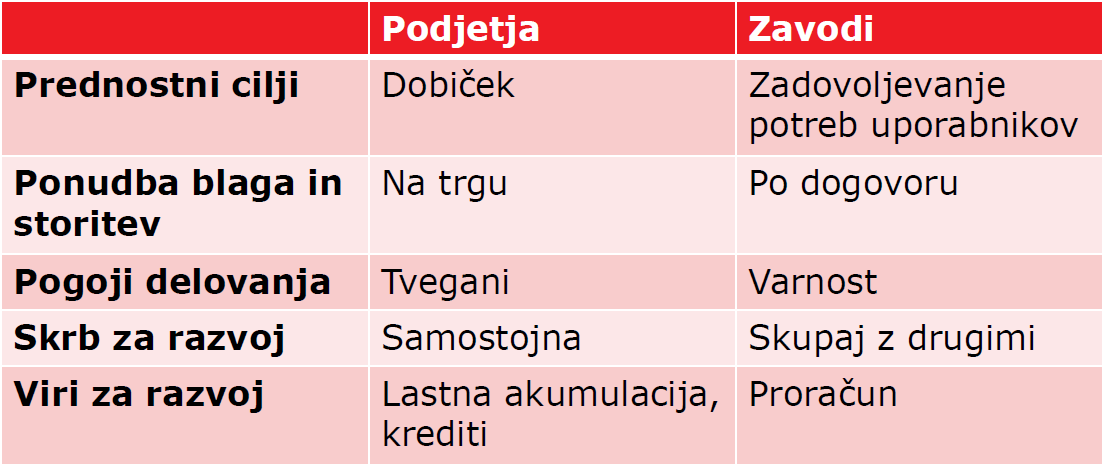 Podjetja Zavodi
Prednostni cilji Dobiček Zadovoljevanje
potreb uporabnikov
Ponudba blaga in Na trgu Po dogovoru
storitev
Pogoji delovanja Tvegani Varnost
Skrb za razvoj Samostojna Skupaj z drugimi
Viri za razvoj Lastna akumulacija, Proračun
krediti